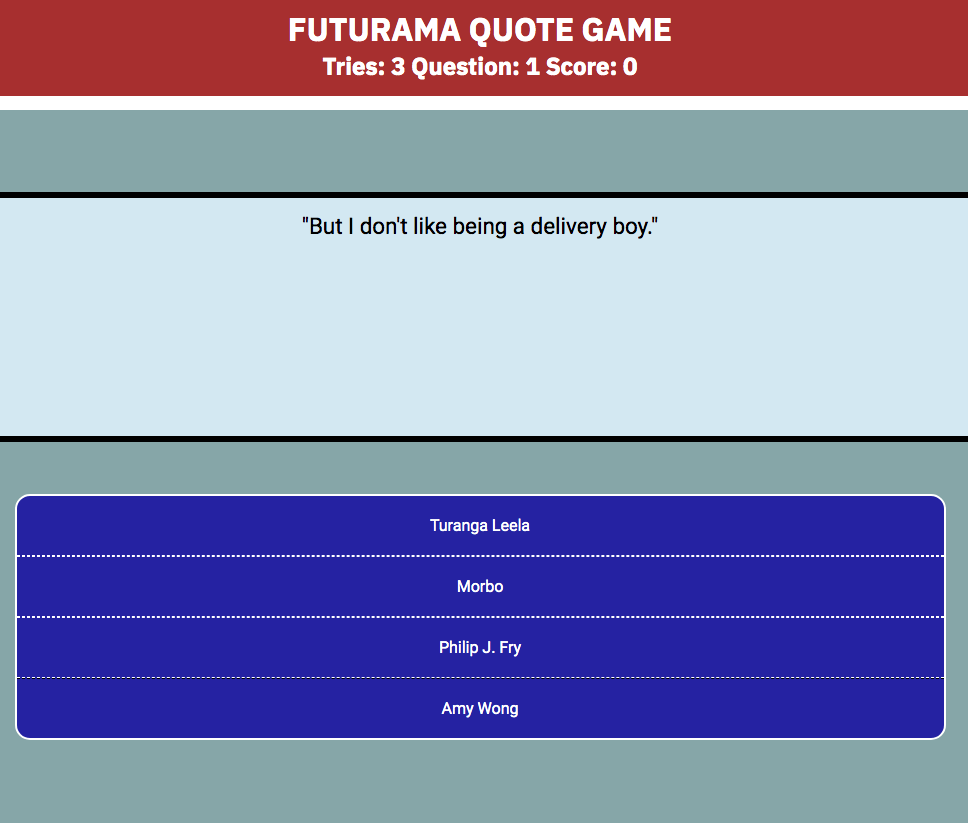 FUTURAMA QUOTE GAME
Tries: 3 Question: 1 Score: 0
"But I don't like being a delivery boy."
Turanga Leela
Morbo
Philip J. Fry
Amy Wong